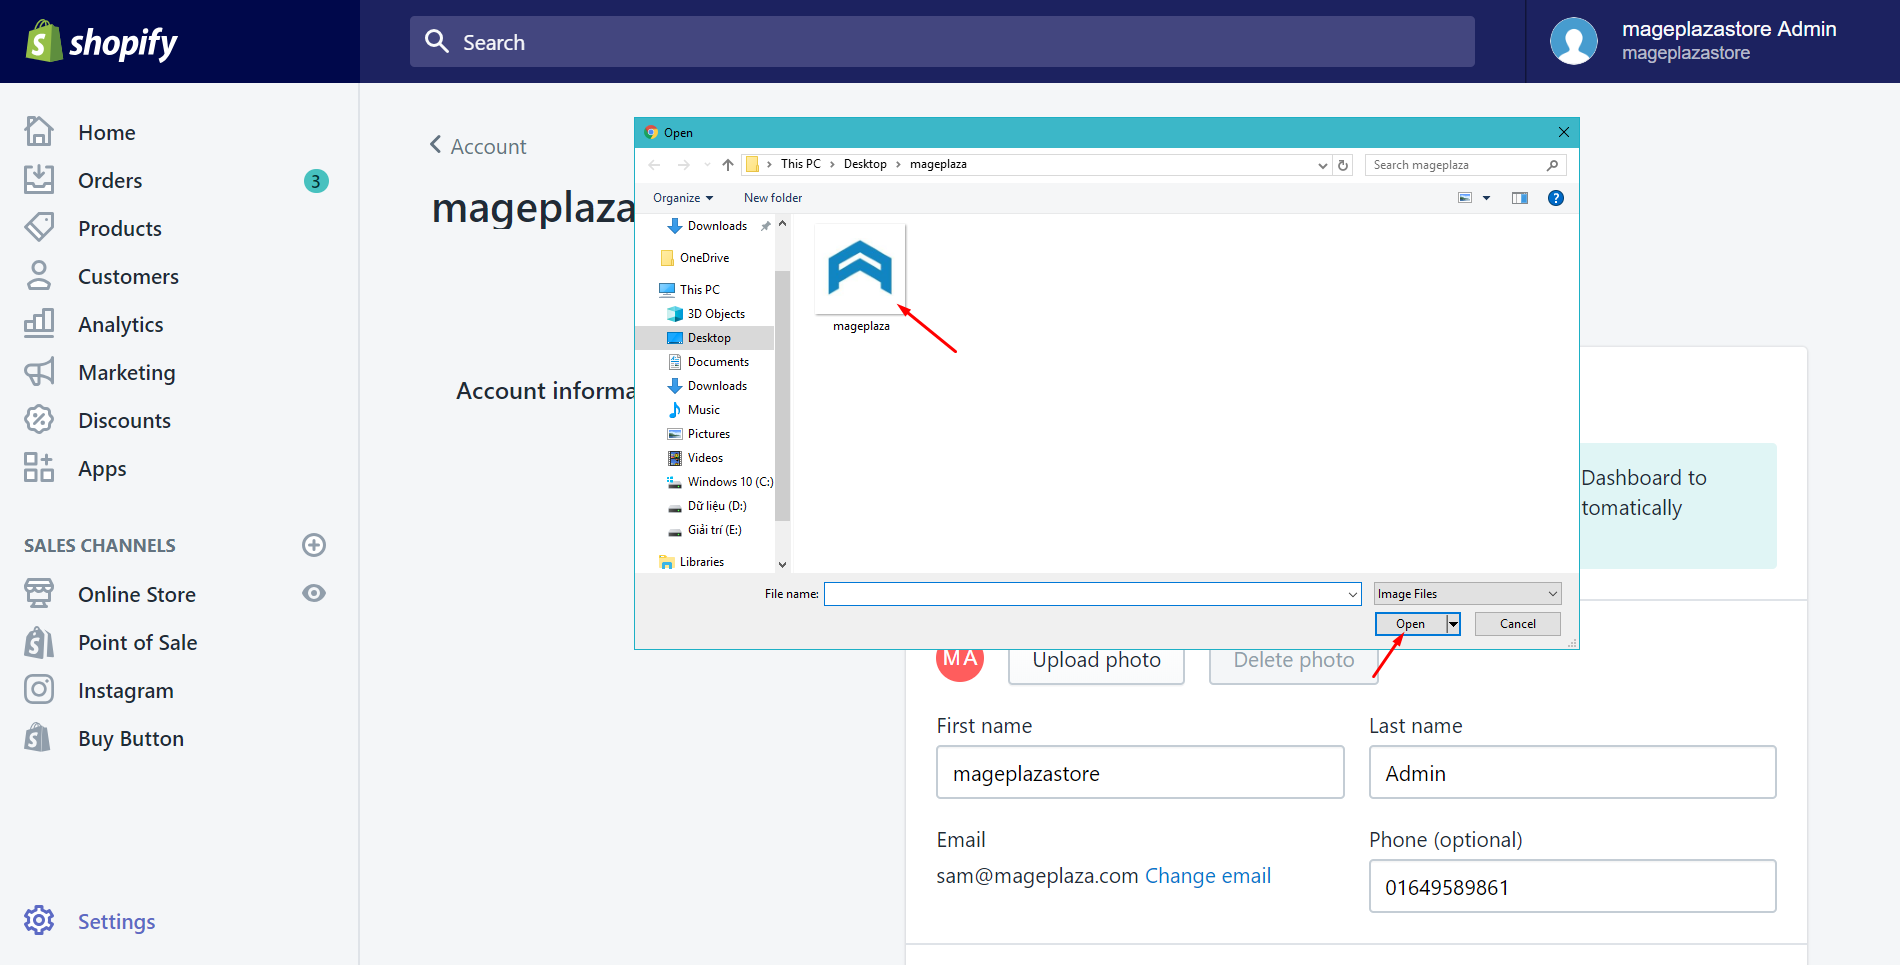 shopify
Search
mageplazastore Admin
mageplazastore
Home
Orders
3
Products
Customers
Analytics
Marketing
Discounts
Apps
SALES CHANNELS
Online Store
Point of Sale
Instagram
Buy Button
Settings
Account
mageplaza
Account informa
Open
This PC > Desktop > mageplaza
Search mageplaza
Organize
New folder
Downloads
OneDrive
This PC
3D Objects
Desktop
Documents
Downloads
Music
Pictures
Videos
Windows 10 (C:)
Dữ liệu (D:)
Giải trí (E:)
Libraries
mageplaza
File name:
Image Files
Open
Cancel
Dashboard to
tomatically
MA
Upload photo
Delete photo
First name
Last name
mageplazastore
Admin
Email
Phone (optional)
sam@mageplaza.com Change email
01649589861